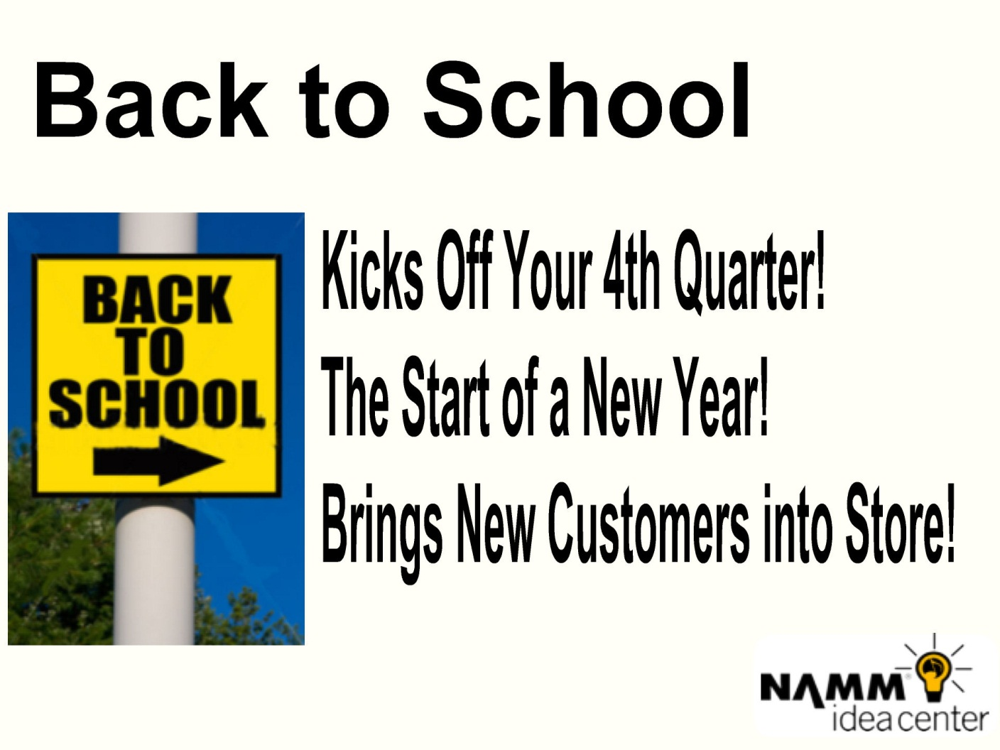 Back to School
BACK
TO
SCHOOL
Kicks Off Your 4th Quarter!
The Start of a New Year!
Brings New Customers into Store!
NAMM®
idea center